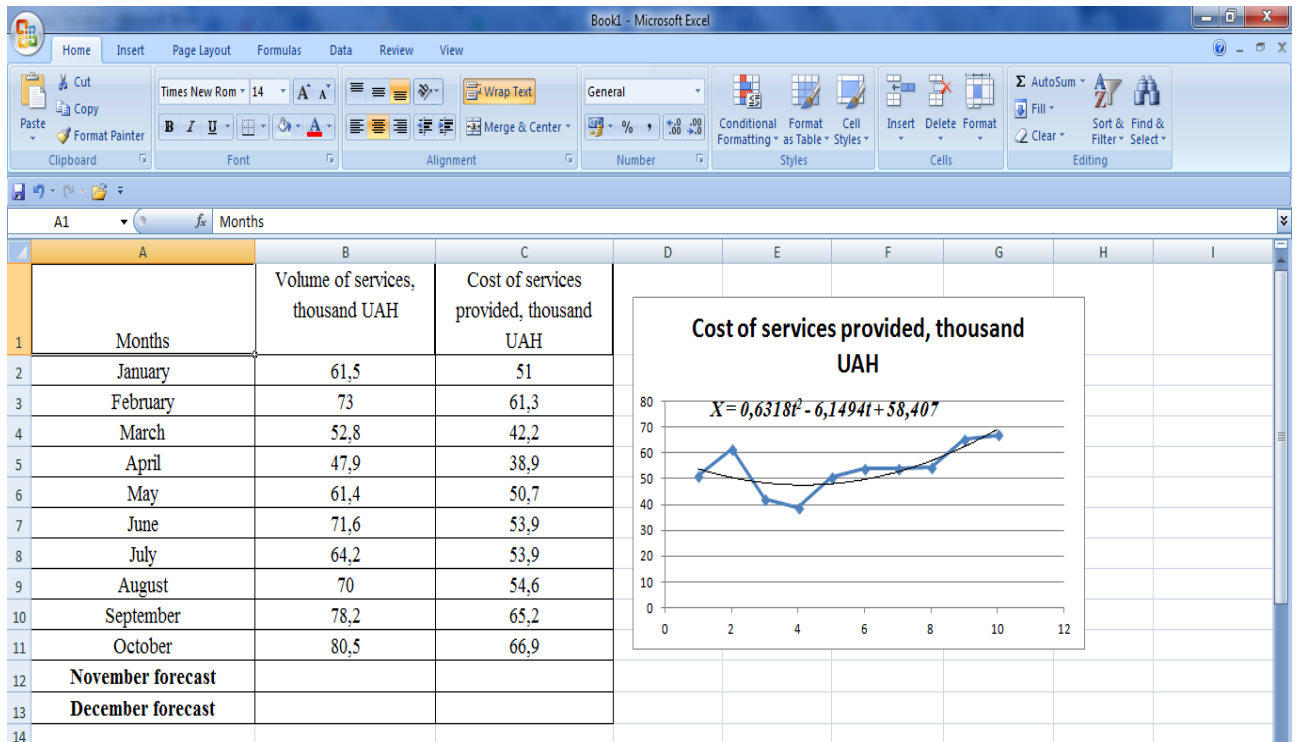 Book1 - Microsoft Excel
Home Insert Page Layout Formulas Data Review View
Paste
Cut
Copy
Format Painter
Clipboard
Times New Rom 14
B I U
Font
Wrap Text
Merge & Center
Alignment
General
% ,
Number
Conditional Formatting
Format as Table
Cell Styles
Styles
Insert Delete Format
Cells
Σ AutoSum
Fill
Clear
Sort & Filter
Find & Select
Editing
A1 fx Months
A B C D E F G H I
1 Months Volume of services, thousand UAH Cost of services provided, thousand UAH
2 January 61,5 51
3 February 73 61,3
4 March 52,8 42,2
5 April 47,9 38,9
6 May 61,4 50,7
7 June 71,6 53,9
8 July 64,2 53,9
9 August 70 54,6
10 September 78,2 65,2
11 October 80,5 66,9
12 November forecast
13 December forecast
14
Cost of services provided, thousand
UAH
X = 0,6318t² - 6,1494t + 58,407
80
70
60
50
40
30
20
10
0
0 2 4 6 8 10 12